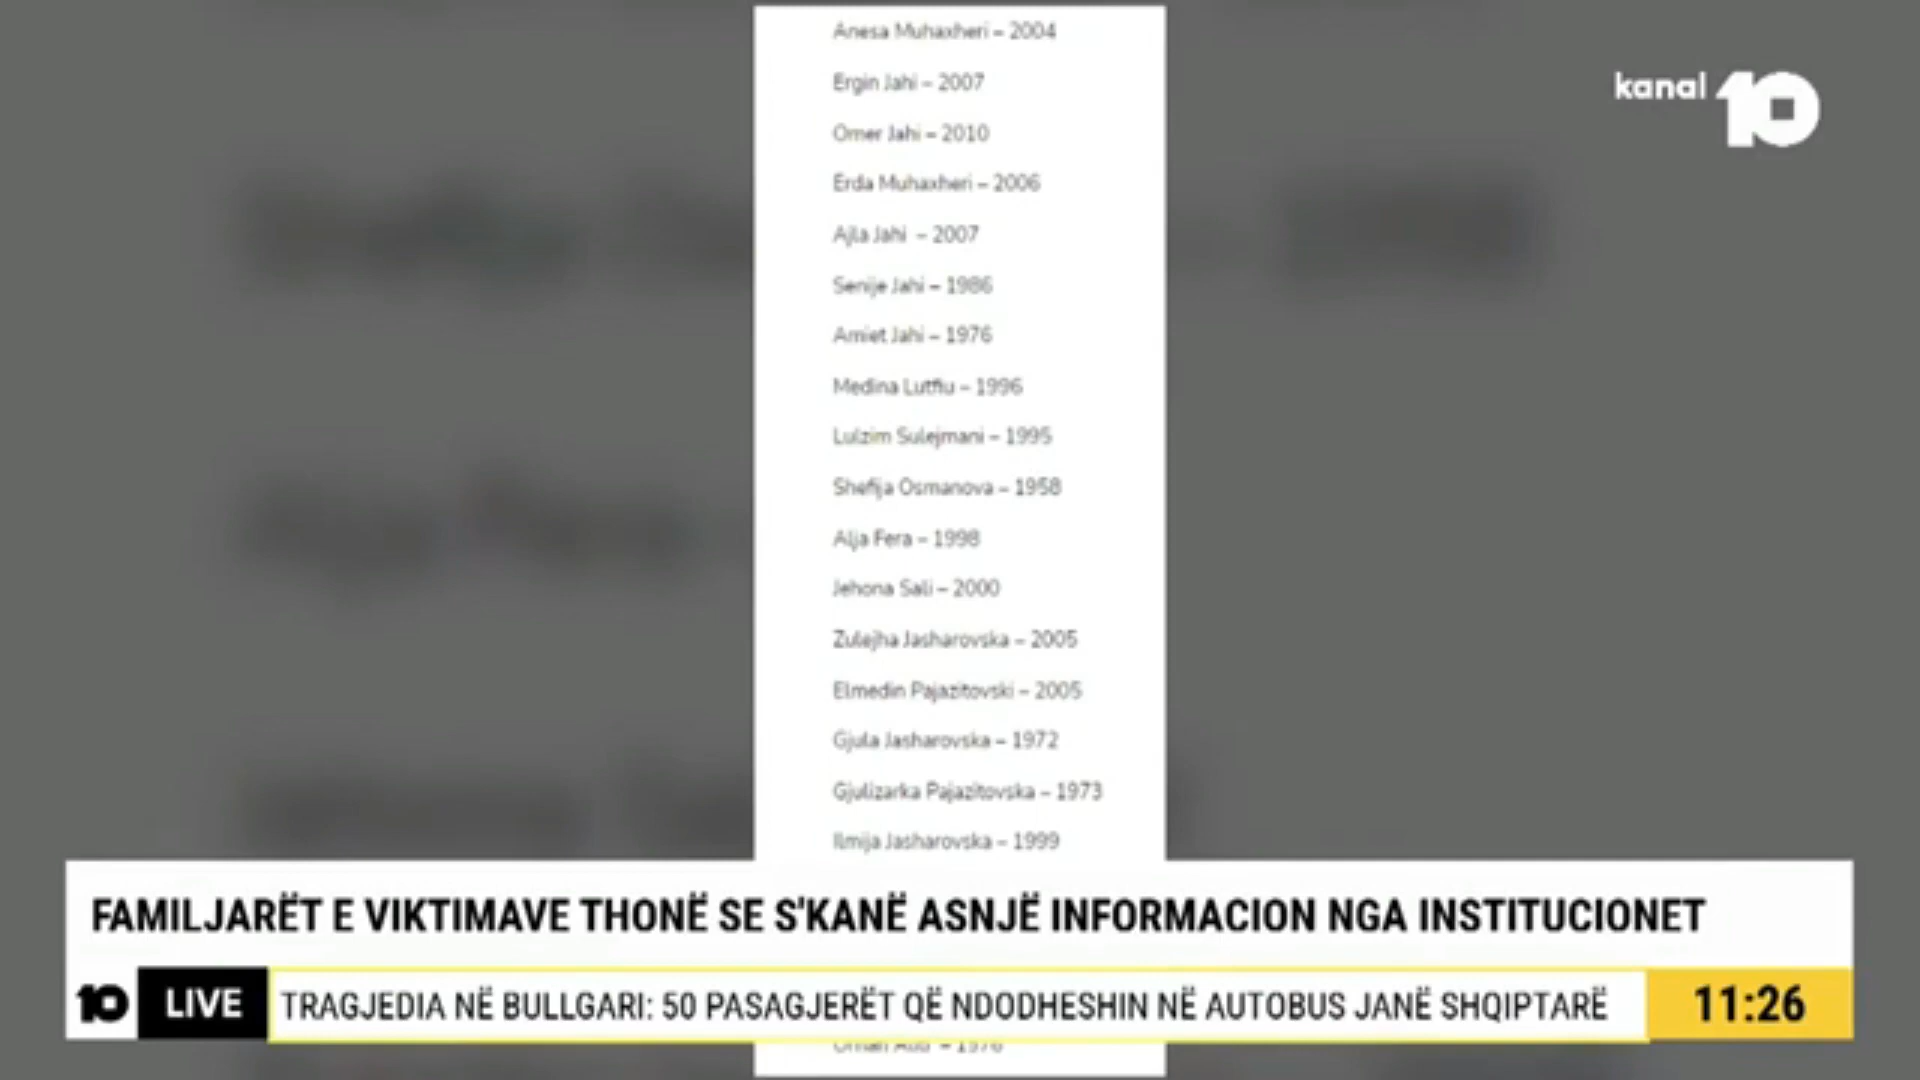 Anesa Muhaxheri – 2004
kanal 10
Ergin Jahi – 2007
Omer Jahi – 2010
Erda Muhaxheri – 2006
Ajla Jahi – 2007
Senije Jahi – 1986
Amiet Jahi – 1976
Medina Lutfiu – 1996
Lulzim Sulejmani – 1995
Shefija Osmanova – 1958
Alja Fera – 1998
Jehona Sali – 2000
Zulejha Jasharovska – 2005
Elmedin Pajazitovski – 2005
Gjula Jasharovska – 1972
Gjulizarka Pajazitovska – 1973
Ilmija Jasharovska – 1999
FAMILJARËT E VIKTIMAVE THONË SE S'KANË ASNJË INFORMACION NGA INSTITUCIONET
10 LIVE TRAGJEDIA NË BULLGARI: 50 PASAGJERËT QË NDODHESHIN NË AUTOBUS JANË SHQIPTARË 11:26